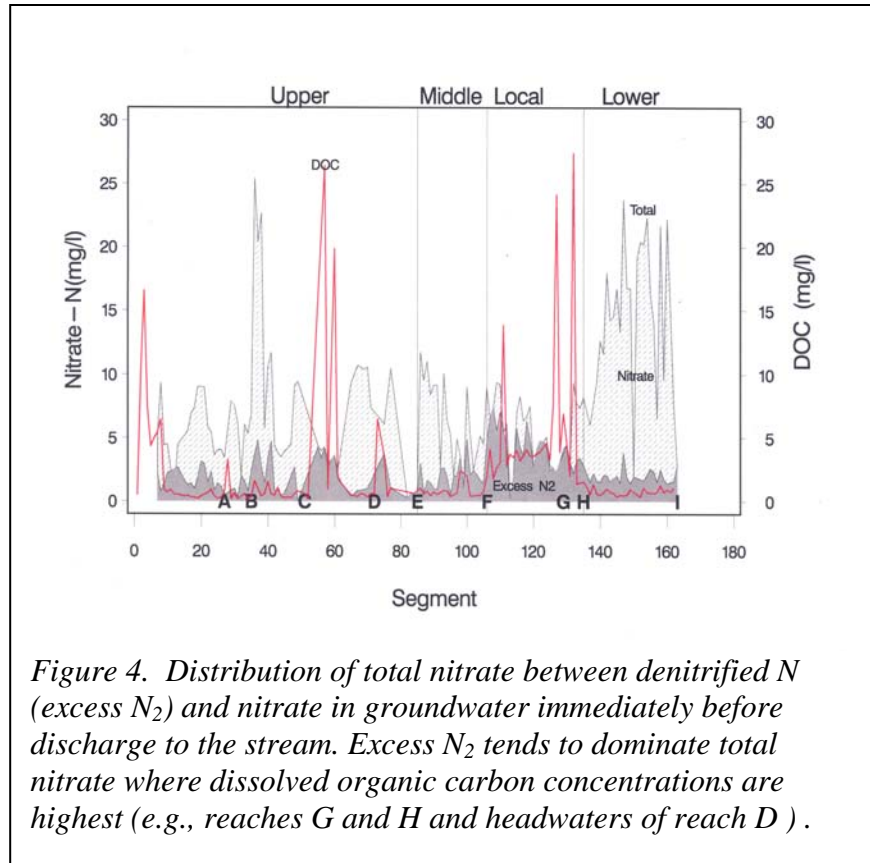 Upper Middle Local Lower
30 30
DOC
25 25
Total
20 20
Nitrate – N(mg/l)
DOC (mg/l)
15 15
10 10
Nitrate
5 5
Excess N2
0 0
A B C D E F G H I
0 20 40 60 80 100 120 140 160 180
Segment
Figure 4. Distribution of total nitrate between denitrified N
(excess N₂) and nitrate in groundwater immediately before
discharge to the stream. Excess N₂ tends to dominate total
nitrate where dissolved organic carbon concentrations are
highest (e.g., reaches G and H and headwaters of reach D ) .